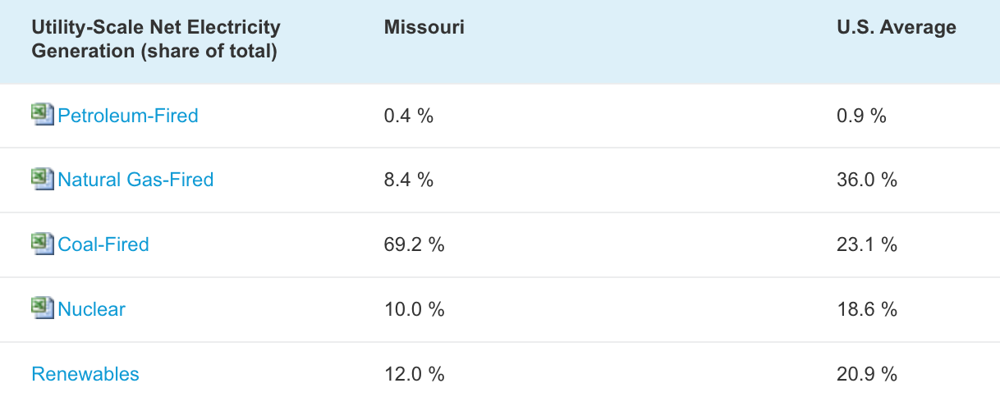 Utility-Scale Net Electricity Generation (share of total) Missouri U.S. Average
Petroleum-Fired 0.4 % 0.9 %
Natural Gas-Fired 8.4 % 36.0 %
Coal-Fired 69.2 % 23.1 %
Nuclear 10.0 % 18.6 %
Renewables 12.0 % 20.9 %